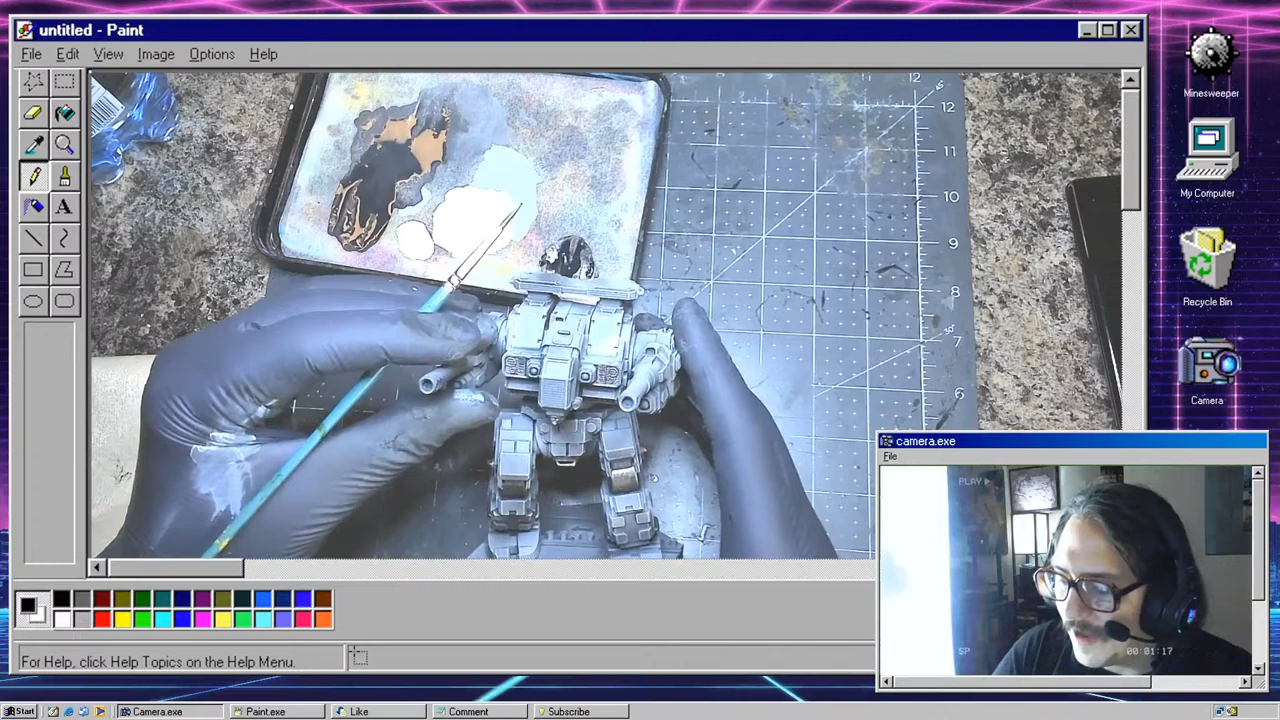 untitled - Paint
File Edit View Image Options Help
12
12
11
10
9
8
7
6
Minesweeper
My Computer
Recycle Bin
Camera
camera.exe
File
PLAY
SP 00:01:17
For Help, click Help Topics on the Help Menu.
Start Camera.exe Paint.exe Like Comment Subscribe